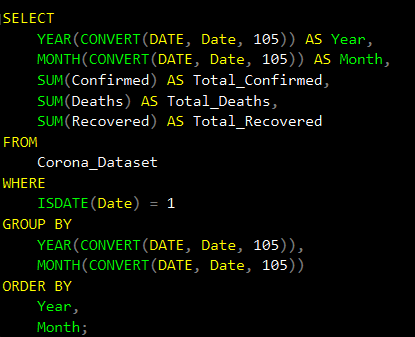 SELECT
YEAR(CONVERT(DATE, Date, 105)) AS Year,
MONTH(CONVERT(DATE, Date, 105)) AS Month,
SUM(Confirmed) AS Total_Confirmed,
SUM(Deaths) AS Total_Deaths,
SUM(Recovered) AS Total_Recovered
FROM
Corona_Dataset
WHERE
ISDATE(Date) = 1
GROUP BY
YEAR(CONVERT(DATE, Date, 105)),
MONTH(CONVERT(DATE, Date, 105))
ORDER BY
Year,
Month;